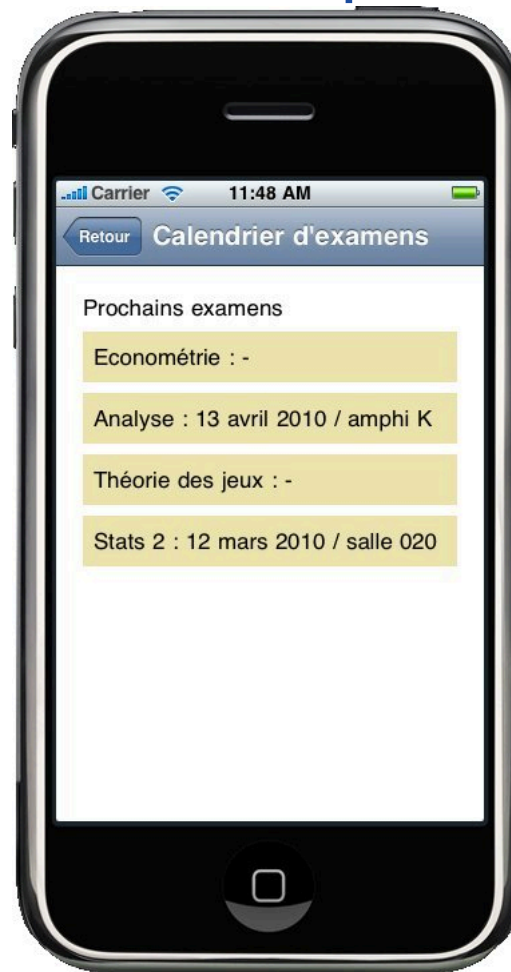 Carrier 11:48 AM
Retour Calendrier d'examens
Prochains examens
Econométrie : -
Analyse : 13 avril 2010 / amphi K
Théorie des jeux : -
Stats 2 : 12 mars 2010 / salle 020